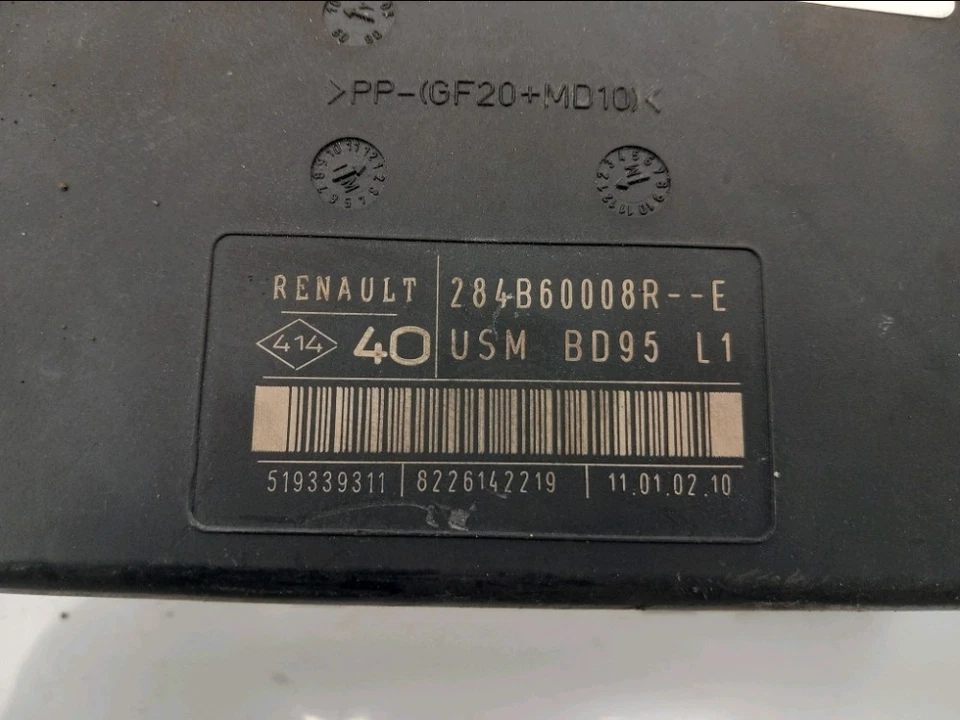 >PP-(GF20+MD10)<
RENAULT
284B60008R--E
414
40
USM BD95 L1
519339311
8226142219
11.01.02.10